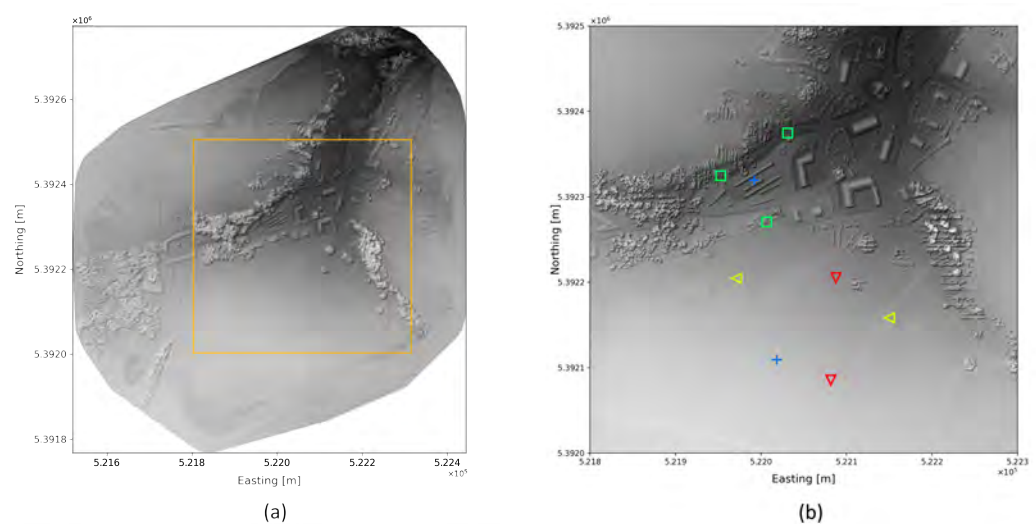 ×10⁶
5.3926
5.3924
5.3922
5.3920
5.3918
Northing [m]
5.216 5.218 5.220 5.222 5.224
×10⁵
Easting [m]
(a)
×10⁶
5.3925
5.3924
5.3923
5.3922
5.3921
5.3920
Northing [m]
5.218 5.219 5.220 5.221 5.222 5.223
×10⁵
Easting [m]
(b)